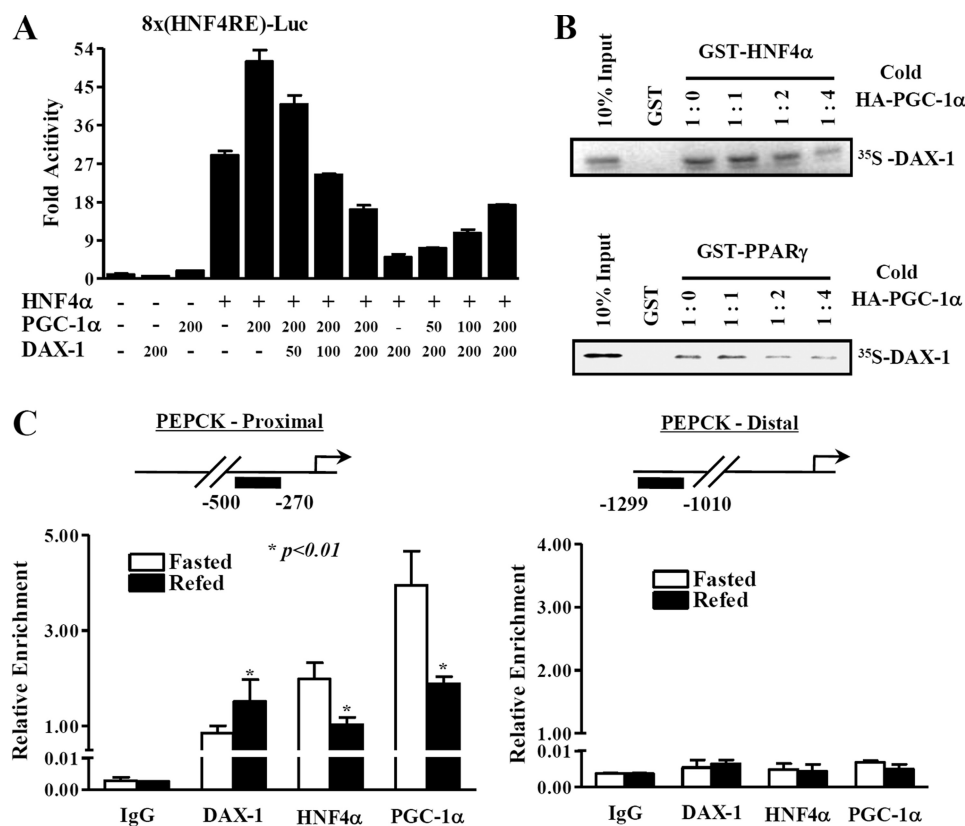 A
8x(HNF4RE)-Luc
Fold Acitivity
54
45
36
27
18
9
0
HNF4α - - - + + + + + + + + +
PGC-1α - - 200 - 200 200 200 200 - 50 100 200
DAX-1 - 200 - - - 50 100 200 200 200 200 200
B
10% Input
GST
GST-HNF4α
1 : 0
1 : 1
1 : 2
1 : 4
Cold
HA-PGC-1α
³⁵S -DAX-1
10% Input
GST
GST-PPARγ
1 : 0
1 : 1
1 : 2
1 : 4
Cold
HA-PGC-1α
³⁵S-DAX-1
C
PEPCK - Proximal
-500 -270
Relative Enrichment
5.00
3.00
1.00
0.01
0.00
Fasted
Refed
* p<0.01
*
*
*
IgG DAX-1 HNF4α PGC-1α
PEPCK - Distal
-1299 -1010
Relative Enrichment
4.00
3.00
2.00
1.00
0.01
0.00
Fasted
Refed
IgG DAX-1 HNF4α PGC-1α